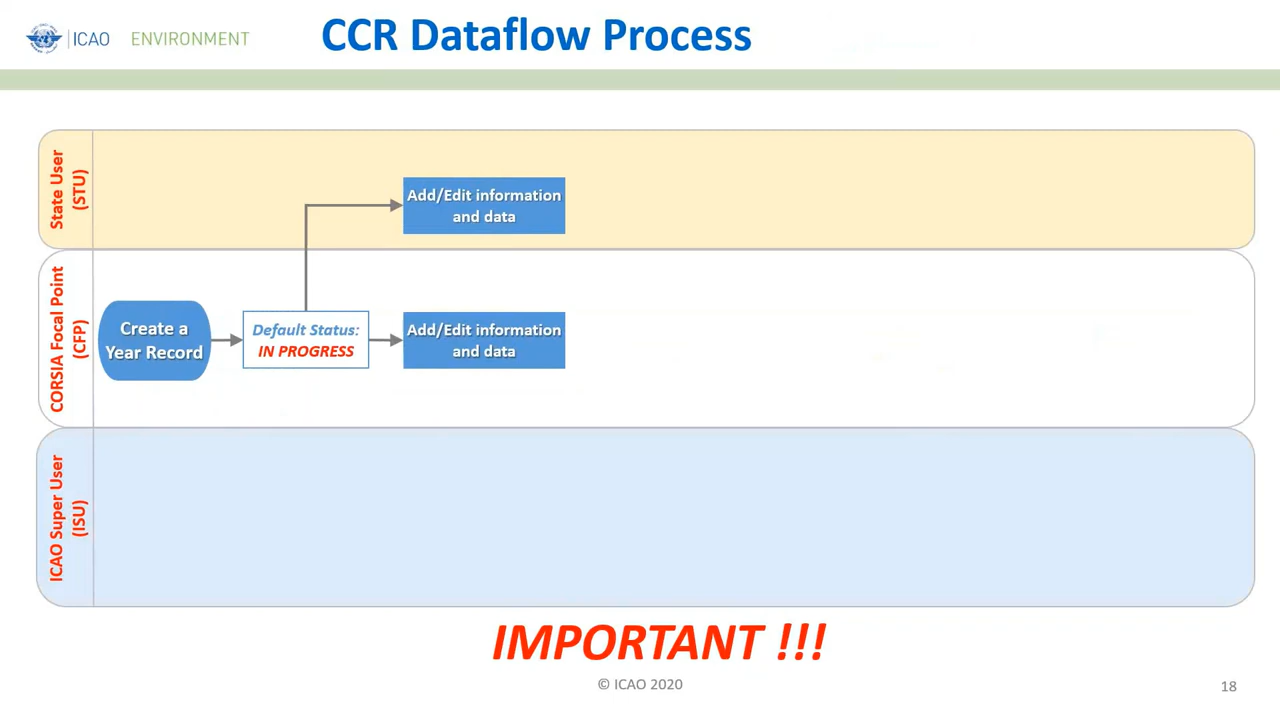 ICAO ENVIRONMENT
CCR Dataflow Process
State User
(STU)
Add/Edit information
and data
CORSIA Focal Point
(CFP)
Create a
Year Record
Default Status:
IN PROGRESS
Add/Edit information
and data
ICAO Super User
(ISU)
IMPORTANT !!!
© ICAO 2020
18